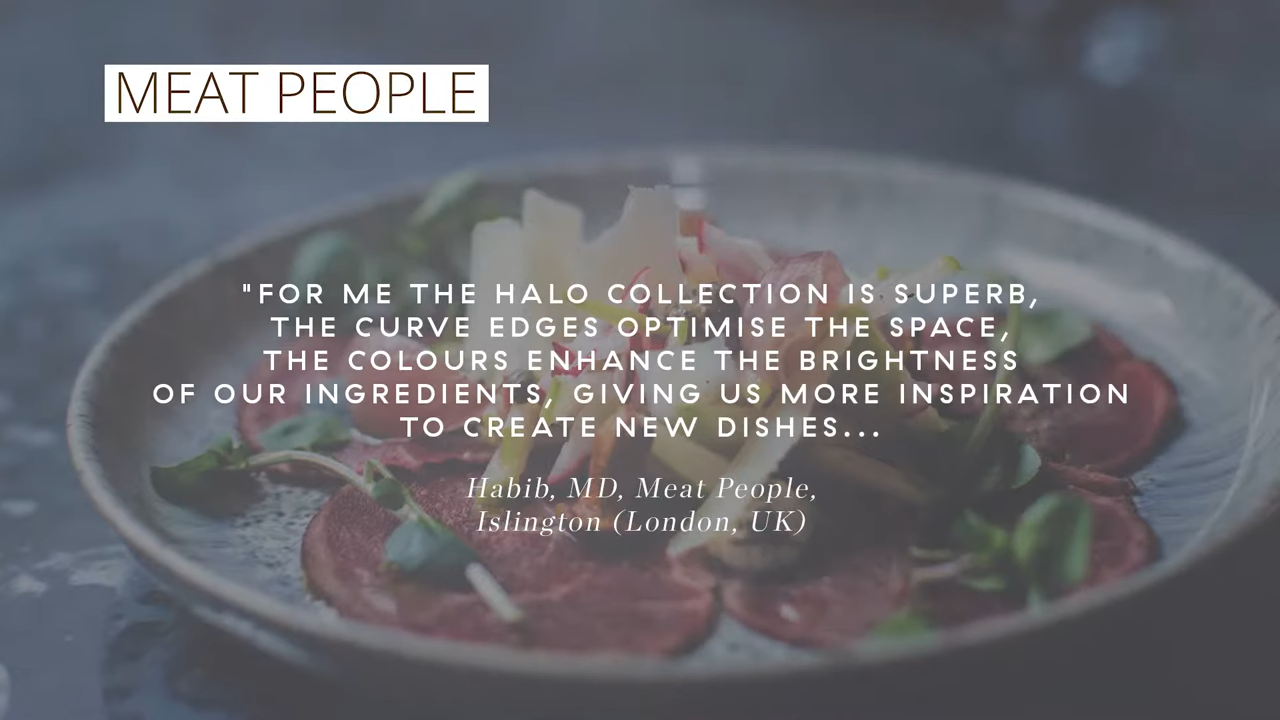 MEAT PEOPLE
"FOR ME THE HALO COLLECTION IS SUPERB,
THE CURVE EDGES OPTIMISE THE SPACE,
THE COLOURS ENHANCE THE BRIGHTNESS
OF OUR INGREDIENTS, GIVING US MORE INSPIRATION
TO CREATE NEW DISHES...
Habib, MD, Meat People,
Islington (London, UK)